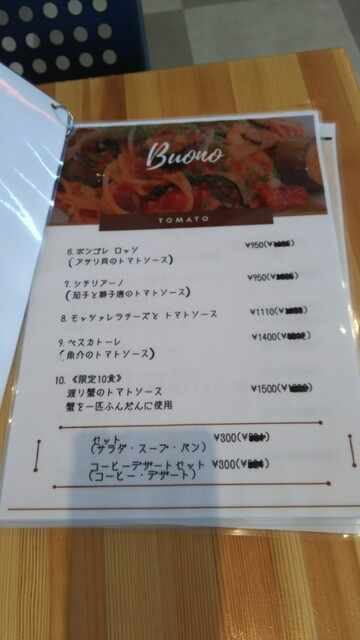 Buono
TOMATO
6.ボンゴレ ロッソ ¥950(¥
(アサリ貝のトマトソース)
7.シチリアーノ ¥950(¥
(茄子と獅子唐のトマトソース)
8.モッツァレラチーズと トマトソース ¥1110(¥
9.ペスカトーレ ¥1400(¥
(魚介のトマトソース)
10.《限定10食》
渡り蟹のトマトソース ¥1500(¥
蟹を一匹ふんだんに使用
セット ¥300(¥
(サラダ・スープ・パン)
コーヒーデザートセット ¥300(¥
(コーヒー・デザート)